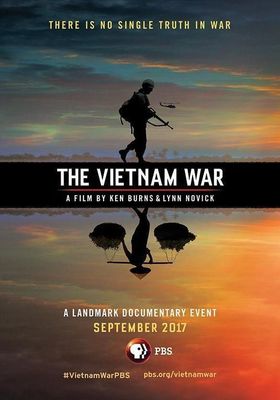 THERE IS NO SINGLE TRUTH IN WAR
THE VIETNAM WAR
A FILM BY KEN BURNS & LYNN NOVICK
A LANDMARK DOCUMENTARY EVENT
SEPTEMBER 2017
PBS
#VietnamWarPBS pbs.org/vietnamwar